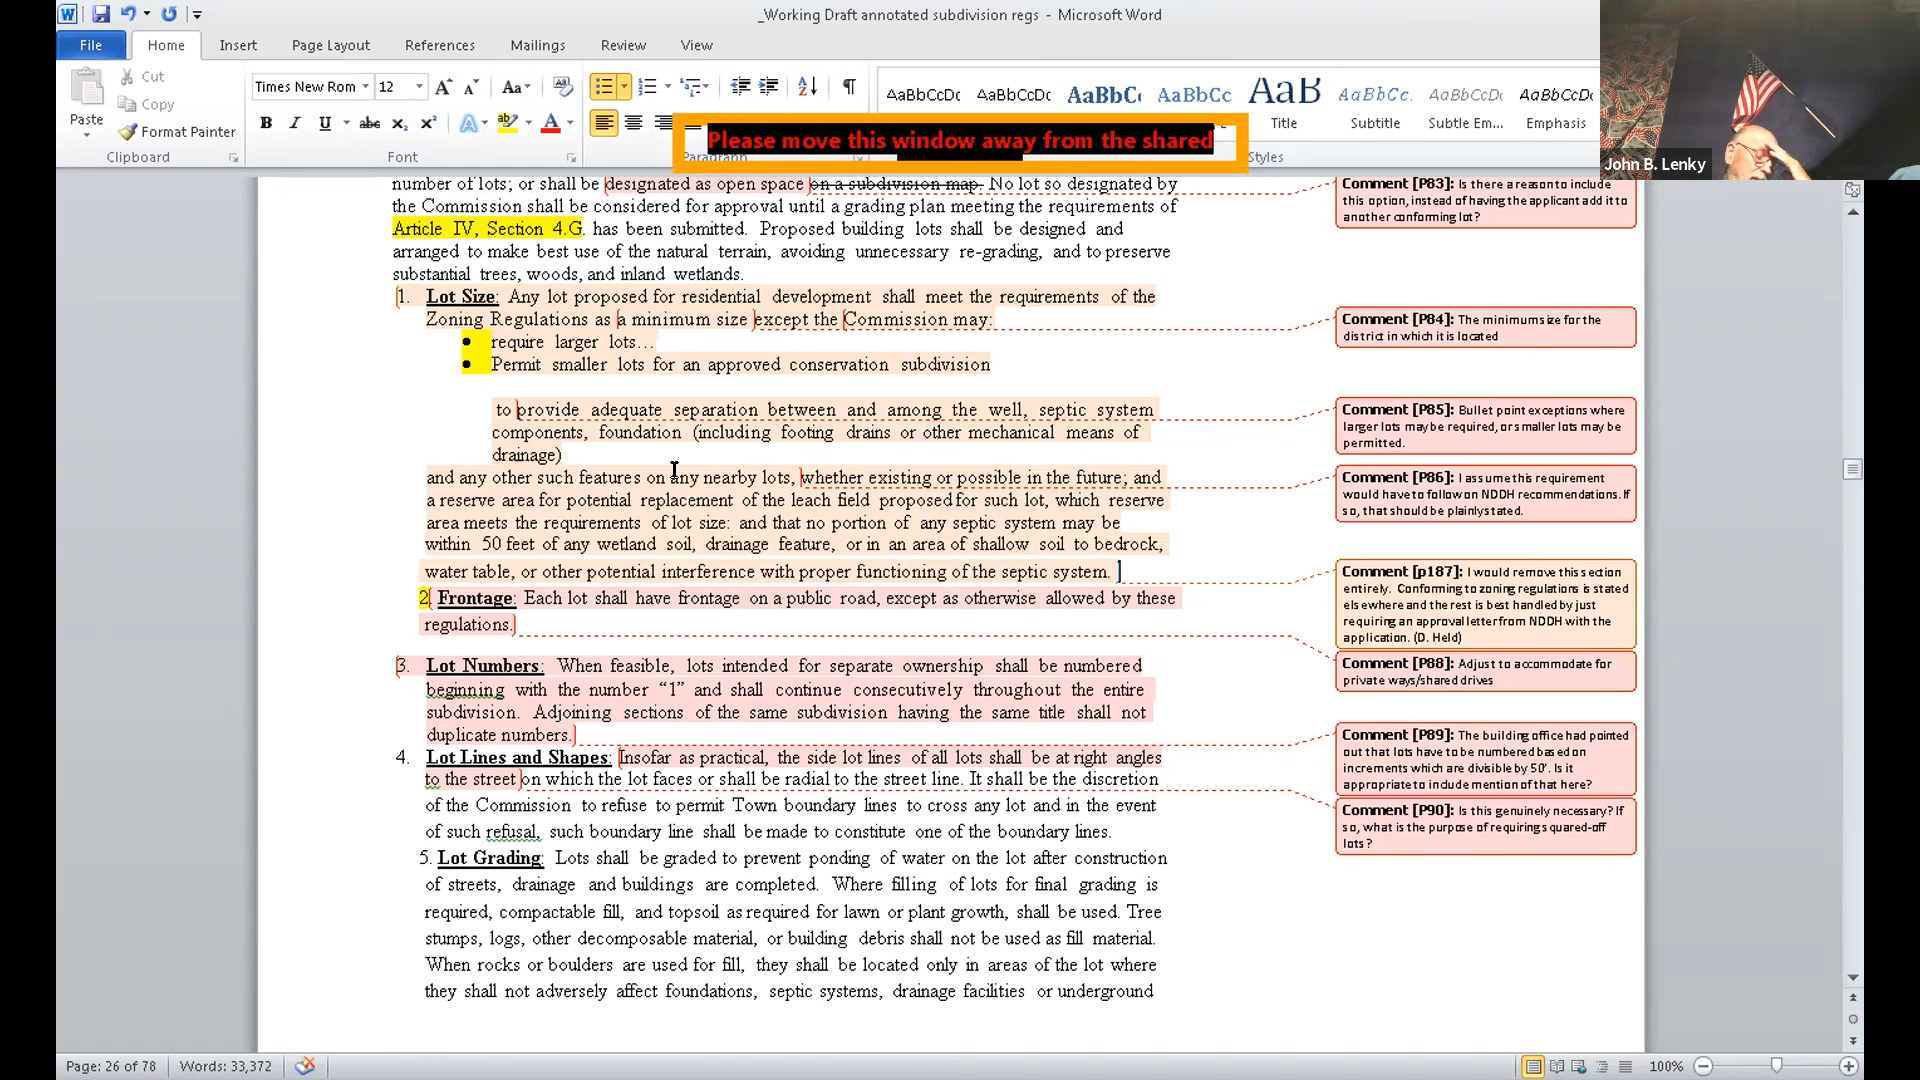 _Working Draft annotated subdivision regs - Microsoft Word
File Home Insert Page Layout References Mailings Review View
Paste
Cut
Copy
Format Painter
Clipboard
Times New Rom 12
Font
Paragraph
AaBbCcDc AaBbCcDc AaBbC AaBbCc AaB AaBbCc. AaBbCcDc AaBbCcDc
Title Subtitle Subtle Em... Emphasis
Styles
Please move this window away from the shared
John B. Lenky
number of lots; or shall be designated as open space on a subdivision map. No lot so designated by
the Commission shall be considered for approval until a grading plan meeting the requirements of
Article IV, Section 4.G. has been submitted. Proposed building lots shall be designed and
arranged to make best use of the natural terrain, avoiding unnecessary re-grading, and to preserve
substantial trees, woods, and inland wetlands.
1. Lot Size: Any lot proposed for residential development shall meet the requirements of the
Zoning Regulations as a minimum size except the Commission may:
• require larger lots…
• Permit smaller lots for an approved conservation subdivision
to provide adequate separation between and among the well, septic system
components, foundation (including footing drains or other mechanical means of
drainage)
and any other such features on any nearby lots, whether existing or possible in the future; and
a reserve area for potential replacement of the leach field proposed for such lot, which reserve
area meets the requirements of lot size: and that no portion of any septic system may be
within 50 feet of any wetland soil, drainage feature, or in an area of shallow soil to bedrock,
water table, or other potential interference with proper functioning of the septic system.
2. Frontage: Each lot shall have frontage on a public road, except as otherwise allowed by these
regulations.
3. Lot Numbers: When feasible, lots intended for separate ownership shall be numbered
beginning with the number “1” and shall continue consecutively throughout the entire
subdivision. Adjoining sections of the same subdivision having the same title shall not
duplicate numbers.
4. Lot Lines and Shapes: Insofar as practical, the side lot lines of all lots shall be at right angles
to the street on which the lot faces or shall be radial to the street line. It shall be the discretion
of the Commission to refuse to permit Town boundary lines to cross any lot and in the event
of such refusal, such boundary line shall be made to constitute one of the boundary lines.
5. Lot Grading: Lots shall be graded to prevent ponding of water on the lot after construction
of streets, drainage and buildings are completed. Where filling of lots for final grading is
required, compactable fill, and topsoil as required for lawn or plant growth, shall be used. Tree
stumps, logs, other decomposable material, or building debris shall not be used as fill material.
When rocks or boulders are used for fill, they shall be located only in areas of the lot where
they shall not adversely affect foundations, septic systems, drainage facilities or underground
Comment [P83]: Is there a reason to include
this option, instead of having the applicant add it to
another conforming lot?
Comment [P84]: The minimum size for the
district in which it is located
Comment [P85]: Bullet point exceptions where
larger lots may be required, or smaller lots may be
permitted.
Comment [P86]: I assume this requirement
would have to follow on NDDH recommendations. If
so, that should be plainly stated.
Comment [p187]: I would remove this section
entirely. Conforming to zoning regulations is stated
elsewhere and the rest is best handled by just
requiring an approval letter from NDDH with the
application. (D. Held)
Comment [P88]: Adjust to accommodate for
private ways/shared drives
Comment [P89]: The building office had pointed
out that lots have to be numbered based on
increments which are divisible by 50'. Is it
appropriate to include mention of that here?
Comment [P90]: Is this genuinely necessary? If
so, what is the purpose of requiring squared-off
lots?
Page: 26 of 78 Words: 33,372
100%